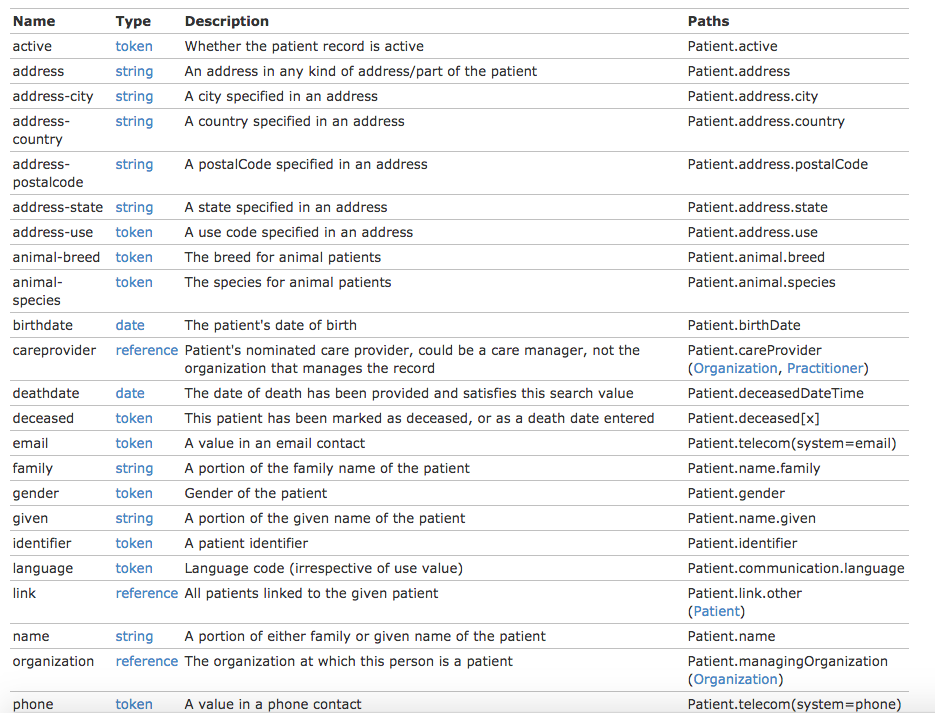 Name Type Description Paths
active token Whether the patient record is active Patient.active
address string An address in any kind of address/part of the patient Patient.address
address-city string A city specified in an address Patient.address.city
address- string A country specified in an address Patient.address.country
country
address- string A postalCode specified in an address Patient.address.postalCode
postalcode
address-state string A state specified in an address Patient.address.state
address-use token A use code specified in an address Patient.address.use
animal-breed token The breed for animal patients Patient.animal.breed
animal- token The species for animal patients Patient.animal.species
species
birthdate date The patient's date of birth Patient.birthDate
careprovider reference Patient's nominated care provider, could be a care manager, not the Patient.careProvider
organization that manages the record (Organization, Practitioner)
deathdate date The date of death has been provided and satisfies this search value Patient.deceasedDateTime
deceased token This patient has been marked as deceased, or as a death date entered Patient.deceased[x]
email token A value in an email contact Patient.telecom(system=email)
family string A portion of the family name of the patient Patient.name.family
gender token Gender of the patient Patient.gender
given string A portion of the given name of the patient Patient.name.given
identifier token A patient identifier Patient.identifier
language token Language code (irrespective of use value) Patient.communication.language
link reference All patients linked to the given patient Patient.link.other
(Patient)
name string A portion of either family or given name of the patient Patient.name
organization reference The organization at which this person is a patient Patient.managingOrganization
(Organization)
phone token A value in a phone contact Patient.telecom(system=phone)